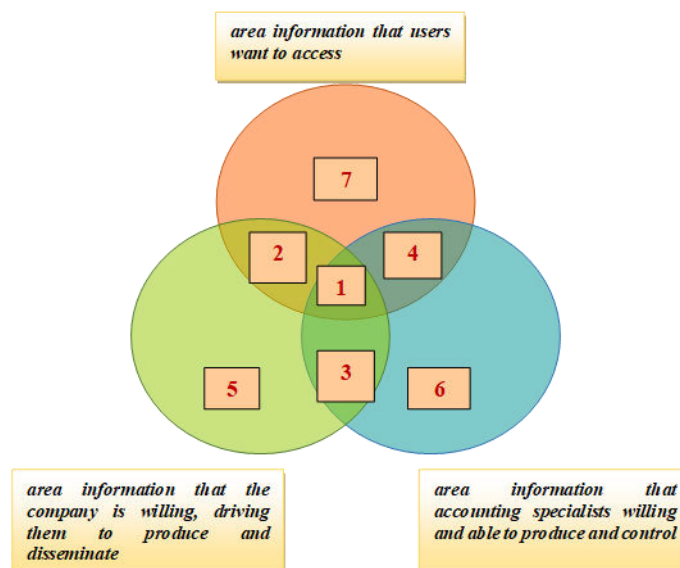 area information that users
want to access
7
2
4
1
5
3
6
area information that the
company is willing, driving
them to produce and
disseminate
area information that
accounting specialists willing
and able to produce and control